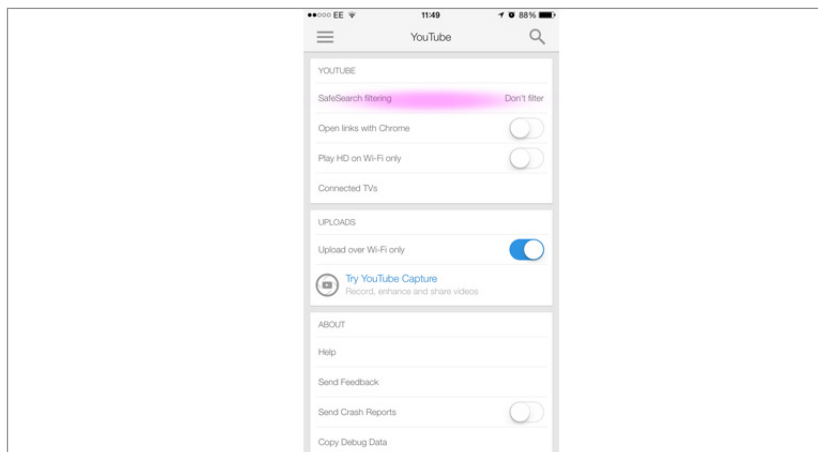 EE 11:49 88%
YouTube
YOUTUBE
SafeSearch filtering Don't filter
Open links with Chrome
Play HD on Wi-Fi only
Connected TVs
UPLOADS
Upload over Wi-Fi only
Try YouTube Capture
Record, enhance and share videos
ABOUT
Help
Send Feedback
Send Crash Reports
Copy Debug Data